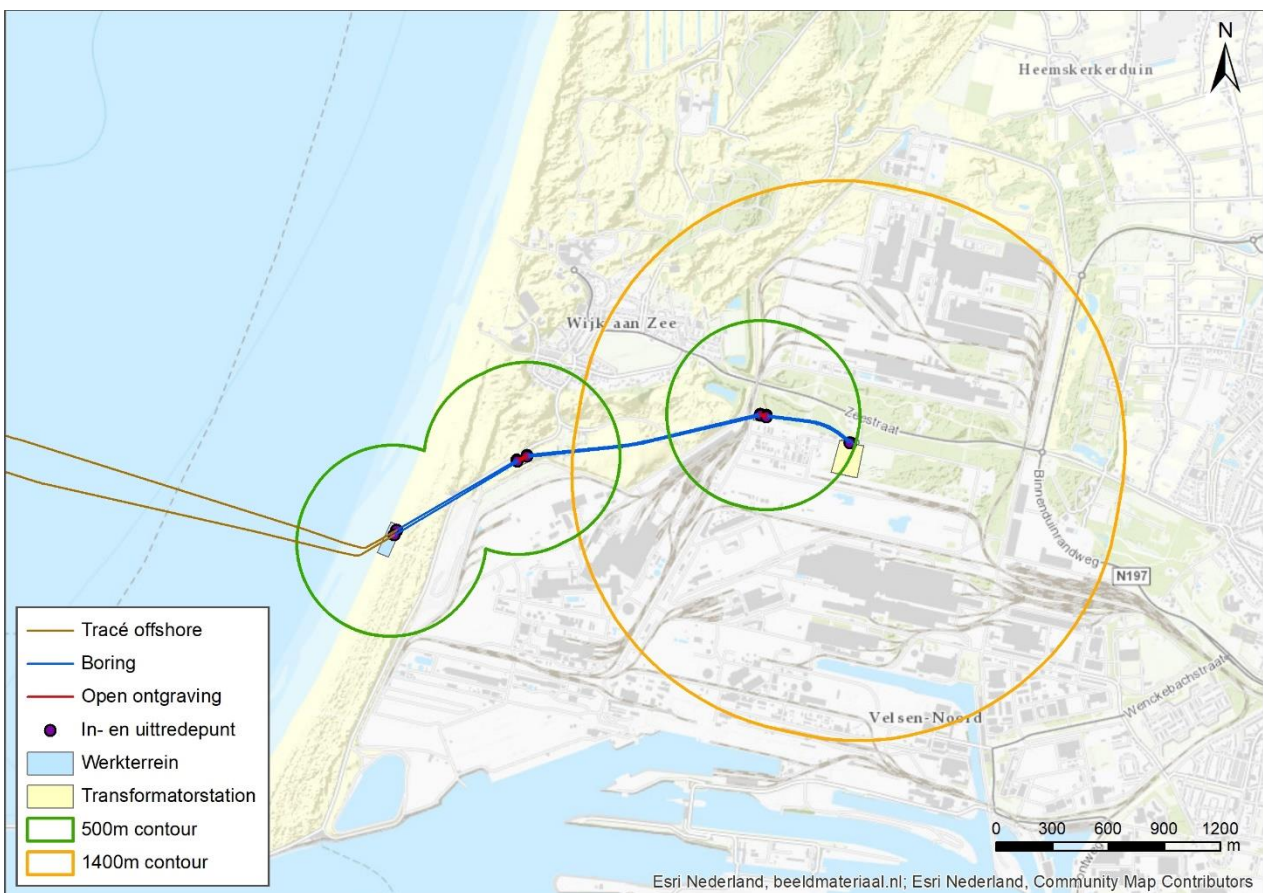 N
Heemskerkerduin
Wijk aan Zee
Zeestraat
Binnenduinrandweg
N197
Wenckebachstraat
Velsen-Noord
Tracé offshore
Boring
Open ontgraving
In- en uittredepunt
Werkterrein
Transformatorstation
500m contour
1400m contour
0 300 600 900 1200
m
ontweg
Esri Nederland, beeldmateriaal.nl; Esri Nederland, Community Map Contributors